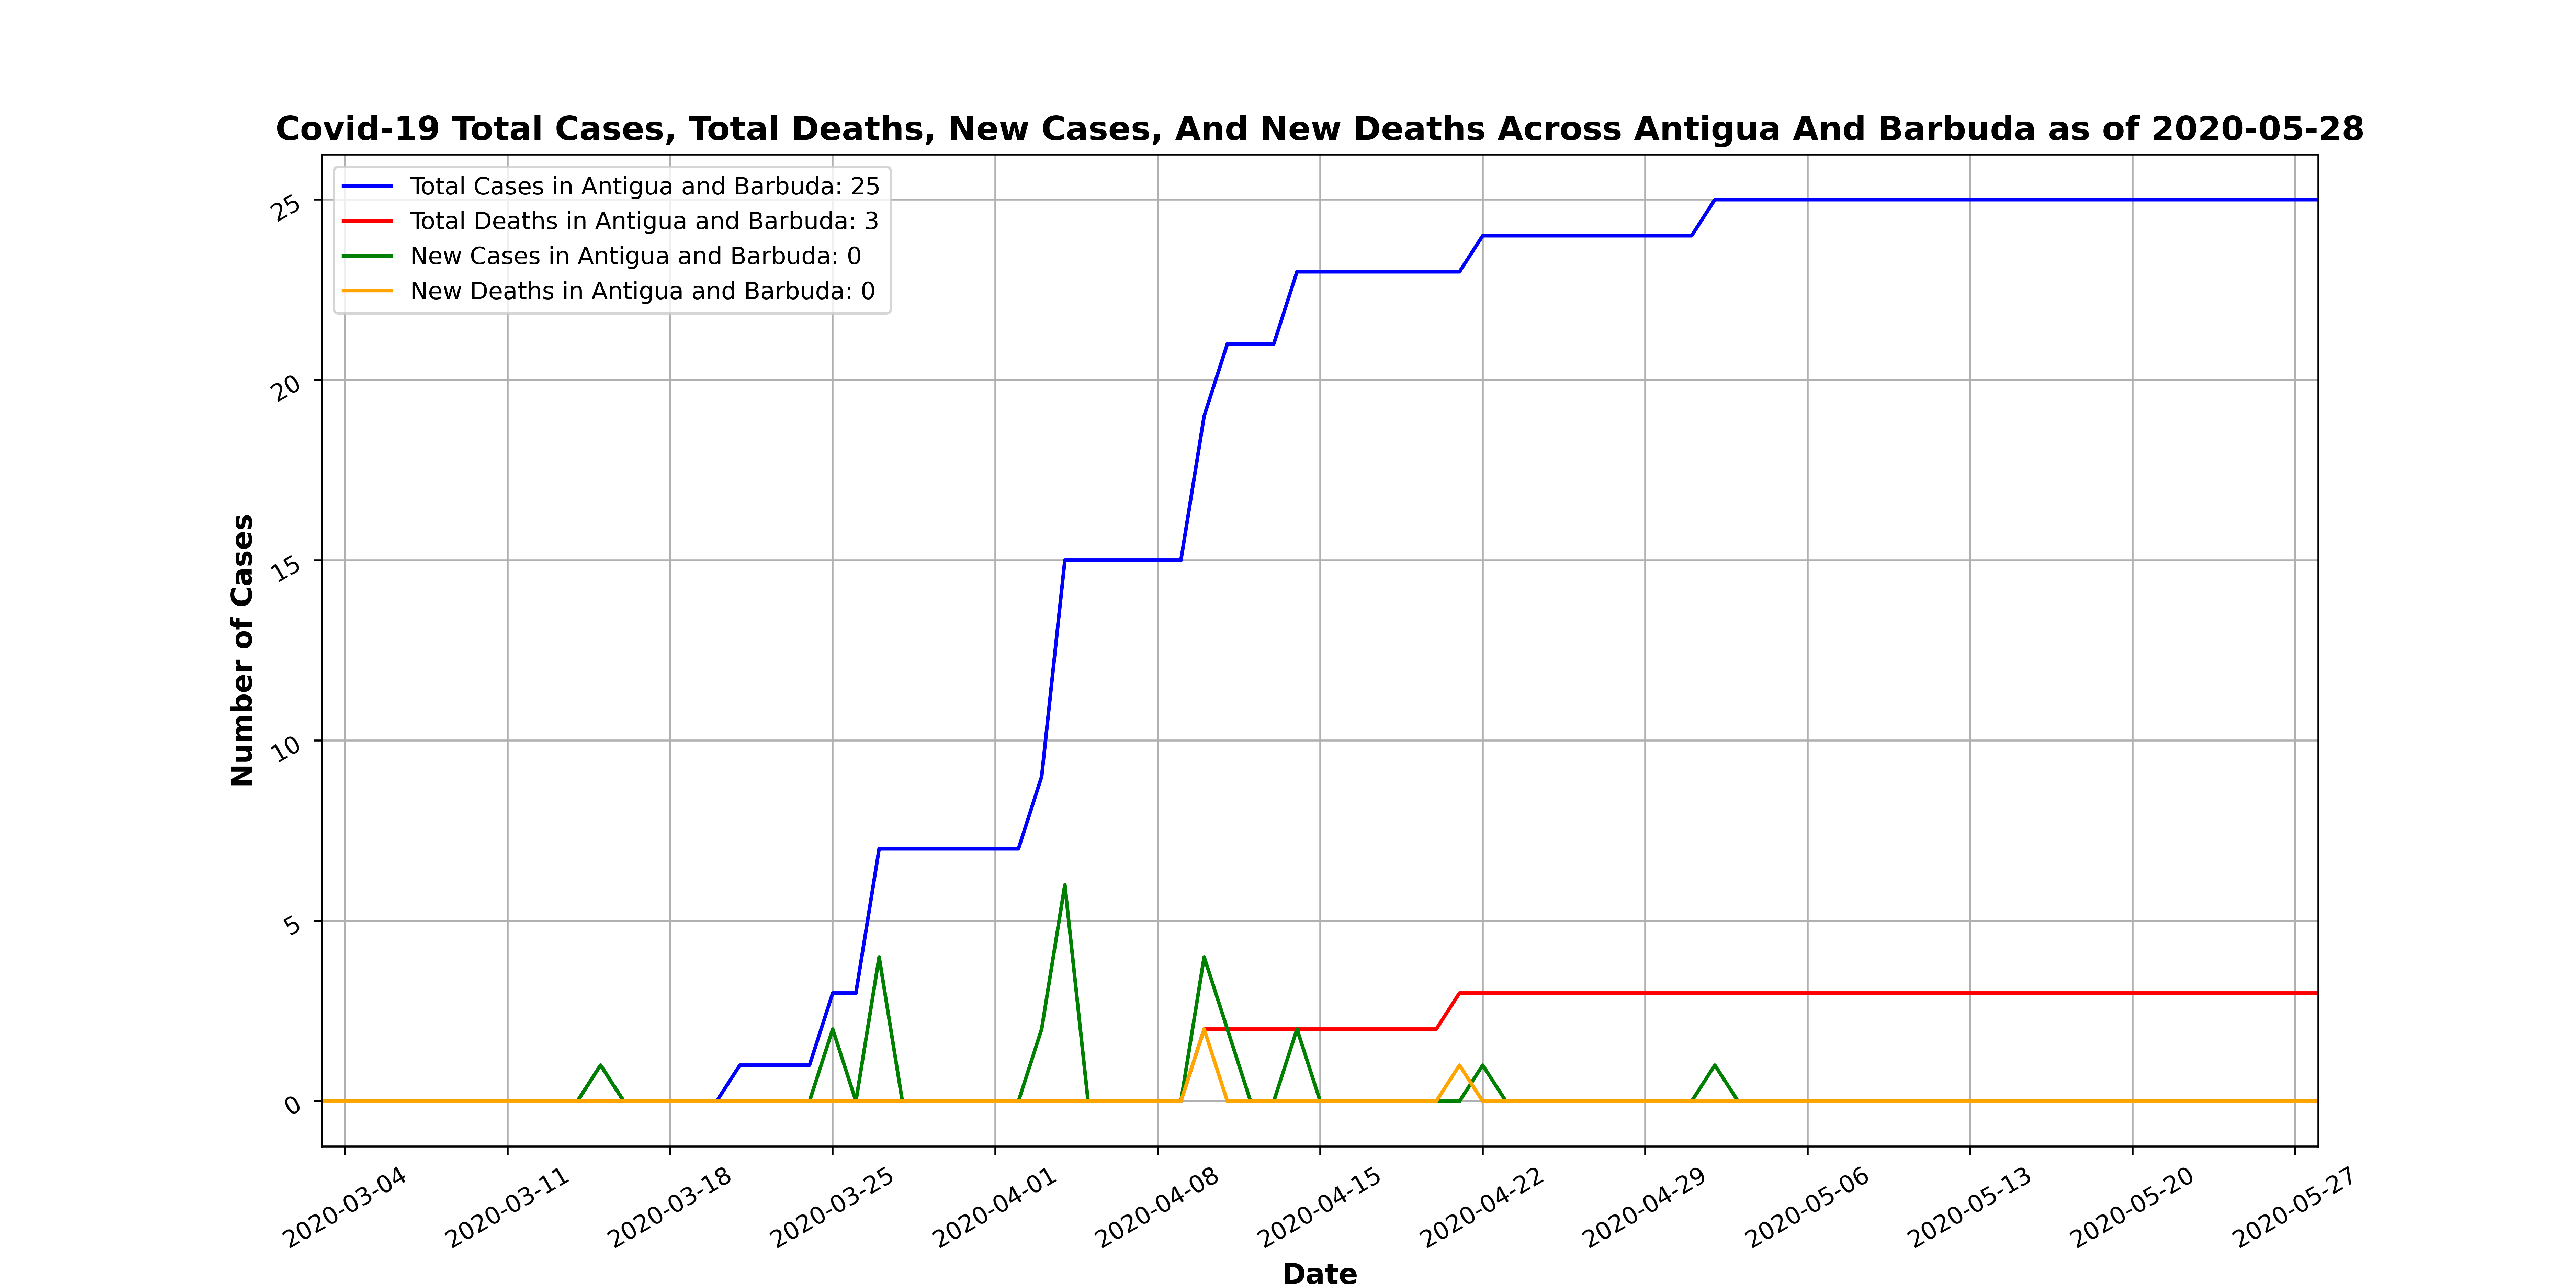 Covid-19 Total Cases, Total Deaths, New Cases, And New Deaths Across Antigua And Barbuda as of 2020-05-28
Total Cases in Antigua and Barbuda: 25
Total Deaths in Antigua and Barbuda: 3
New Cases in Antigua and Barbuda: 0
New Deaths in Antigua and Barbuda: 0
Number of Cases
25
20
15
10
5
0
2020-03-04
2020-03-11
2020-03-18
2020-03-25
2020-04-01
2020-04-08
2020-04-15
2020-04-22
2020-04-29
2020-05-06
2020-05-13
2020-05-20
2020-05-27
Date